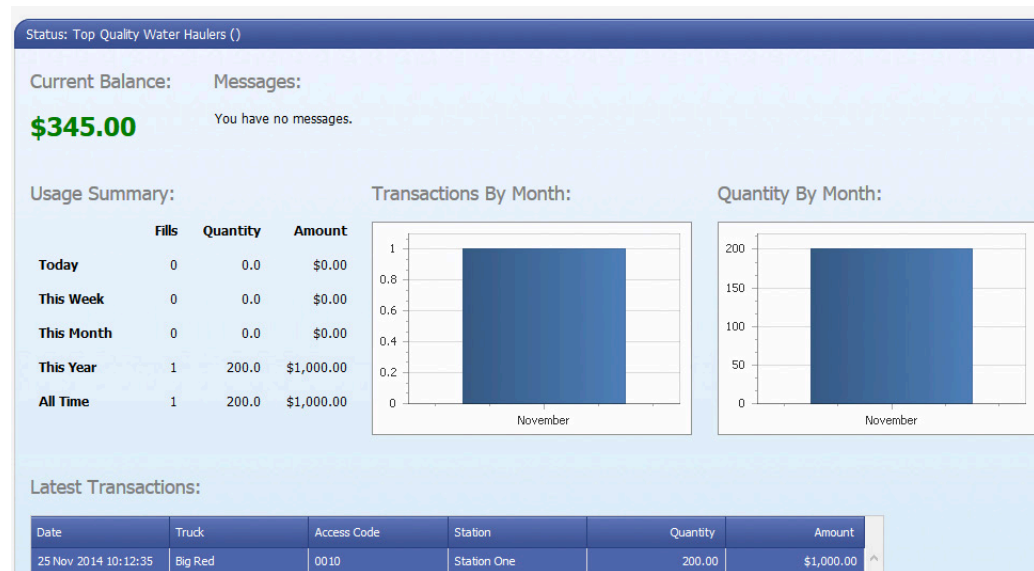 Status: Top Quality Water Haulers ()
Current Balance: Messages:
$345.00 You have no messages.
Usage Summary: Transactions By Month: Quantity By Month:
Fills Quantity Amount
Today 0 0.0 $0.00
This Week 0 0.0 $0.00
This Month 0 0.0 $0.00
This Year 1 200.0 $1,000.00
All Time 1 200.0 $1,000.00
1
0.8
0.6
0.4
0.2
0
November
200
150
100
50
0
November
Latest Transactions:
Date Truck Access Code Station Quantity Amount
25 Nov 2014 10:12:35 Big Red 0010 Station One 200.00 $1,000.00